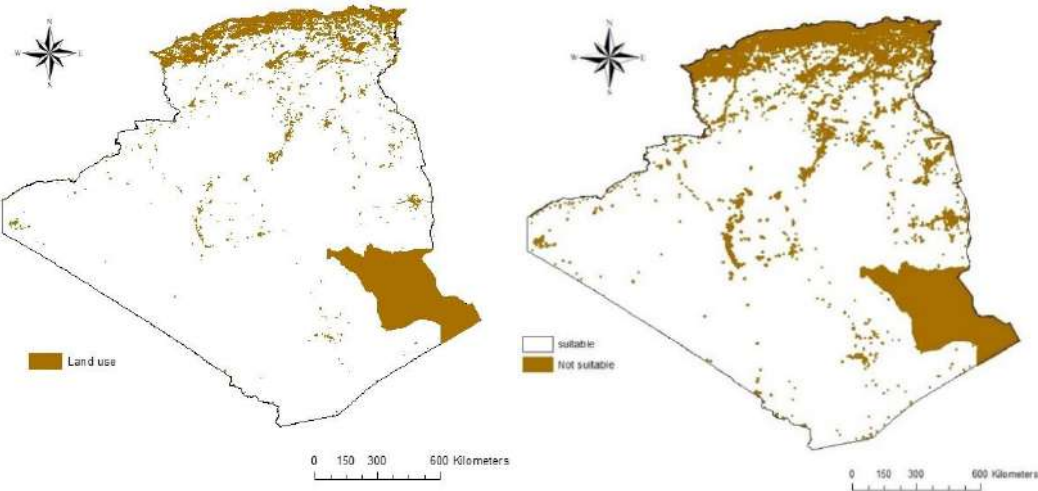 N
W E
S
Land use
0 150 300 600 Kilometers
N
W E
S
suitable
Not suitable
0 150 300 600 Kilometers